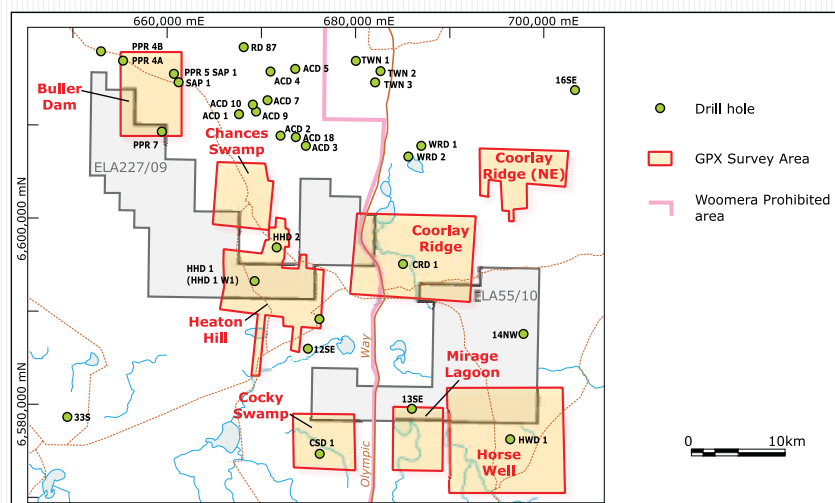 660,000 mE
680,000 mE
700,000 mE
6,600,000 mN
6,580,000 mN
PPR 4B
PPR 4A
PPR 5 SAP 1
SAP 1
Buller
Dam
PPR 7
RD 87
ACD 5
ACD 4
ACD 10
ACD 7
ACD 1
ACD 9
ACD 2
ACD 18
ACD 3
TWN 1
TWN 2
TWN 3
16SE
WRD 1
WRD 2
Chances
Swamp
ELA227/09
Coorlay
Ridge (NE)
HHD 2
Coorlay
Ridge
CRD 1
HHD 1
(HHD 1 W1)
ELA55/10
Heaton
Hill
12SE
14NW
Way
Mirage
Lagoon
Cocky
Swamp
13SE
33S
CSD 1
Olympic
HWD 1
Horse
Well
Drill hole
GPX Survey Area
Woomera Prohibited
area
0
10km